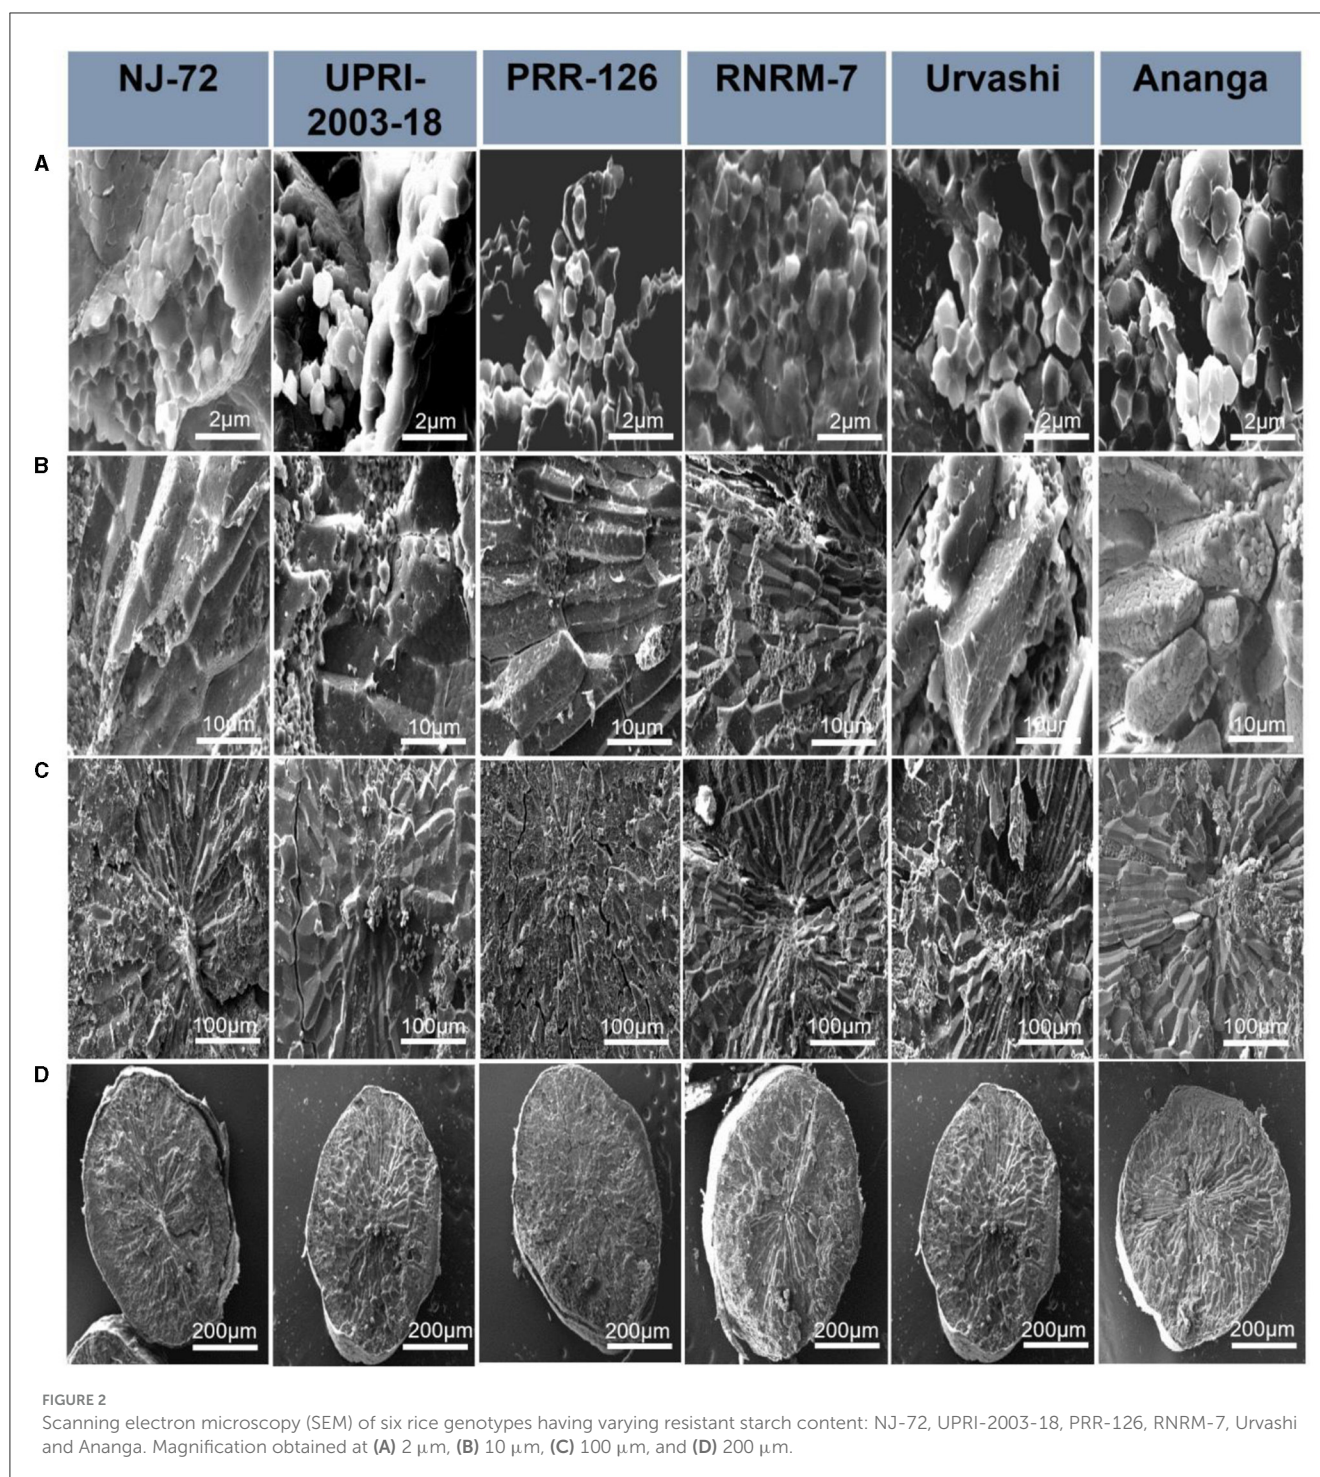 NJ-72
UPRI-
2003-18
PRR-126
RNRM-7
Urvashi
Ananga
A
2µm
2µm
2µm
2µm
2µm
2µm
B
10µm
10µm
10µm
10µm
10µm
10µm
C
100µm
100µm
100µm
100µm
100µm
100µm
D
200µm
200µm
200µm
200µm
200µm
200µm
FIGURE 2
Scanning electron microscopy (SEM) of six rice genotypes having varying resistant starch content: NJ-72, UPRI-2003-18, PRR-126, RNRM-7, Urvashi
and Ananga. Magnification obtained at (A) 2 μm, (B) 10 μm, (C) 100 μm, and (D) 200 μm.